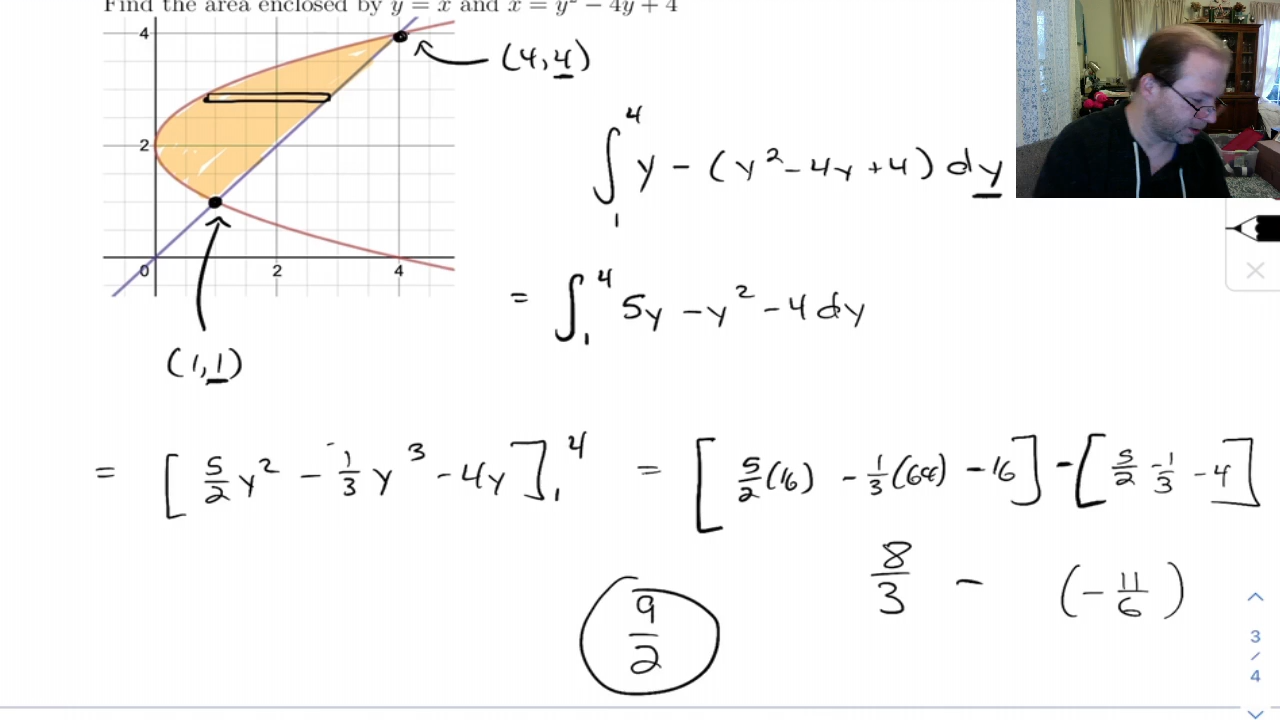 Find the area enclosed by y = x and x = y² − 4y + 4
4
(4,4)
2
0
2
4
(1,1)
∫₁⁴ y - (y² - 4y + 4) dy
= ∫₁⁴ 5y - y² - 4 dy
= [5/2 y² - 1/3 y³ - 4y]₁⁴ = [5/2(16) - 1/3(64) - 16] - [5/2 - 1/3 - 4]
8/3 - (-11/6)
9/2
3
/
4